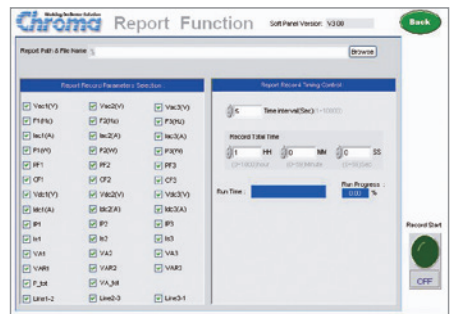 Chroma Report Function Soft Panel Version: V3.00 Back
Report Path & File Name Browse
Report Record Parameters Selection: Report Record Timing Control
Vac1(V) Vac2(V) Vac3(V)
F1(Hz) F2(Hz) F3(Hz)
Iac1(A) Iac2(A) Iac3(A)
P1(W) P2(W) P3(W)
PF1 PF2 PF3
CF1 CF2 CF3
Vdc1(V) Vdc2(V) Vdc3(V)
Idc1(A) Idc2(A) Idc3(A)
IP1 IP2 IP3
Is1 Is2 Is3
VA1 VA2 VA3
VAR1 VAR2 VAR3
P_tot VA_tot
Line1-2 Line2-3 Line3-1
5 Time Interval(Sec)
Record Total Time
1 HH 0 MM 0 SS
Run Time : Run Progress :
0.00 %
Record Start
OFF